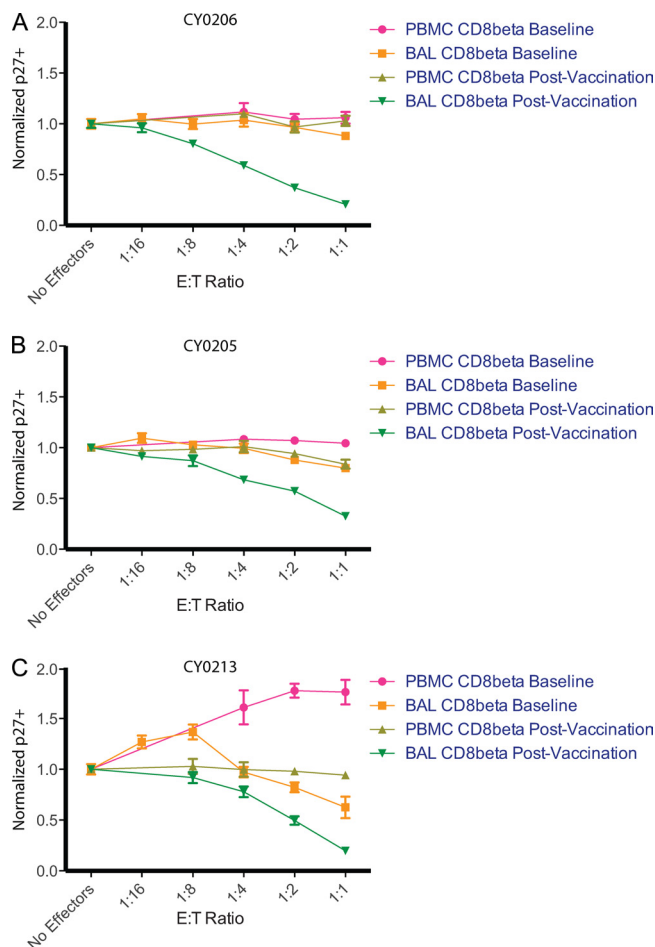 A
CY0206
2.0
1.5
1.0
0.5
0.0
Normalized p27+
No Effectors
1:16
1:8
1:4
1:2
1:1
E:T Ratio
PBMC CD8beta Baseline
BAL CD8beta Baseline
PBMC CD8beta Post-Vaccination
BAL CD8beta Post-Vaccination
B
CY0205
2.0
1.5
1.0
0.5
0.0
Normalized p27+
No Effectors
1:16
1:8
1:4
1:2
1:1
E:T Ratio
PBMC CD8beta Baseline
BAL CD8beta Baseline
PBMC CD8beta Post-Vaccination
BAL CD8beta Post-Vaccination
C
CY0213
2.0
1.5
1.0
0.5
0.0
Normalized p27+
No Effectors
1:16
1:8
1:4
1:2
1:1
E:T Ratio
PBMC CD8beta Baseline
BAL CD8beta Baseline
PBMC CD8beta Post-Vaccination
BAL CD8beta Post-Vaccination